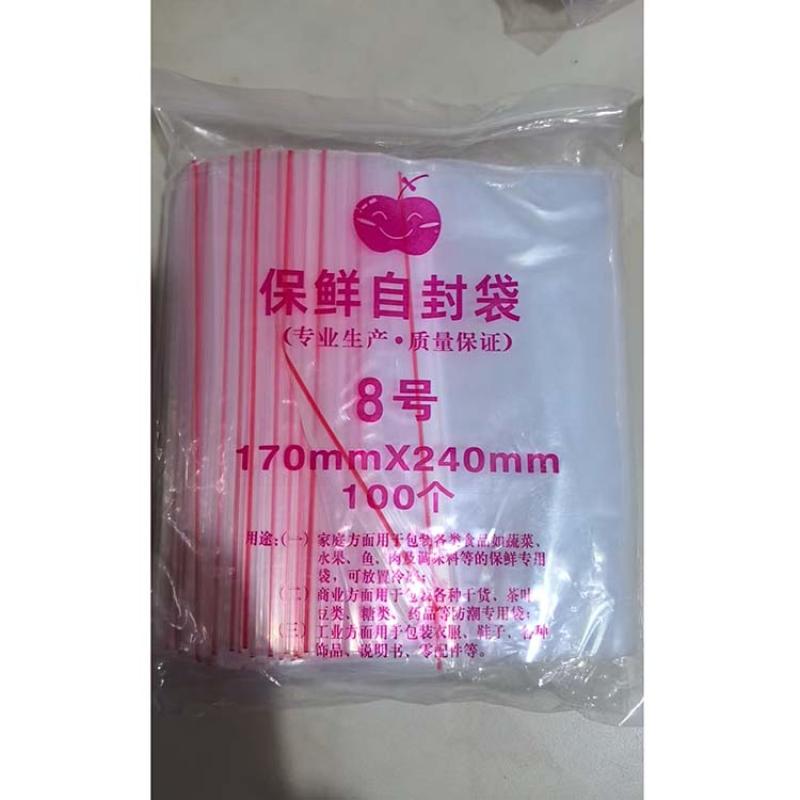 保鲜自封袋
(专业生产·质量保证)
8号
170mmX240mm
100个
用途:(一)家庭方面用于包物各类食品如蔬菜、
水果、鱼、肉及调味料等的保鲜专用
袋,可放置冷冻;
(二)商业方面用于包装各种干货、茶叶、
豆类、糖类、药品等防潮专用袋;
(三)工业方面用于包装衣服、鞋子、各种
饰品、说明书、零配件等。